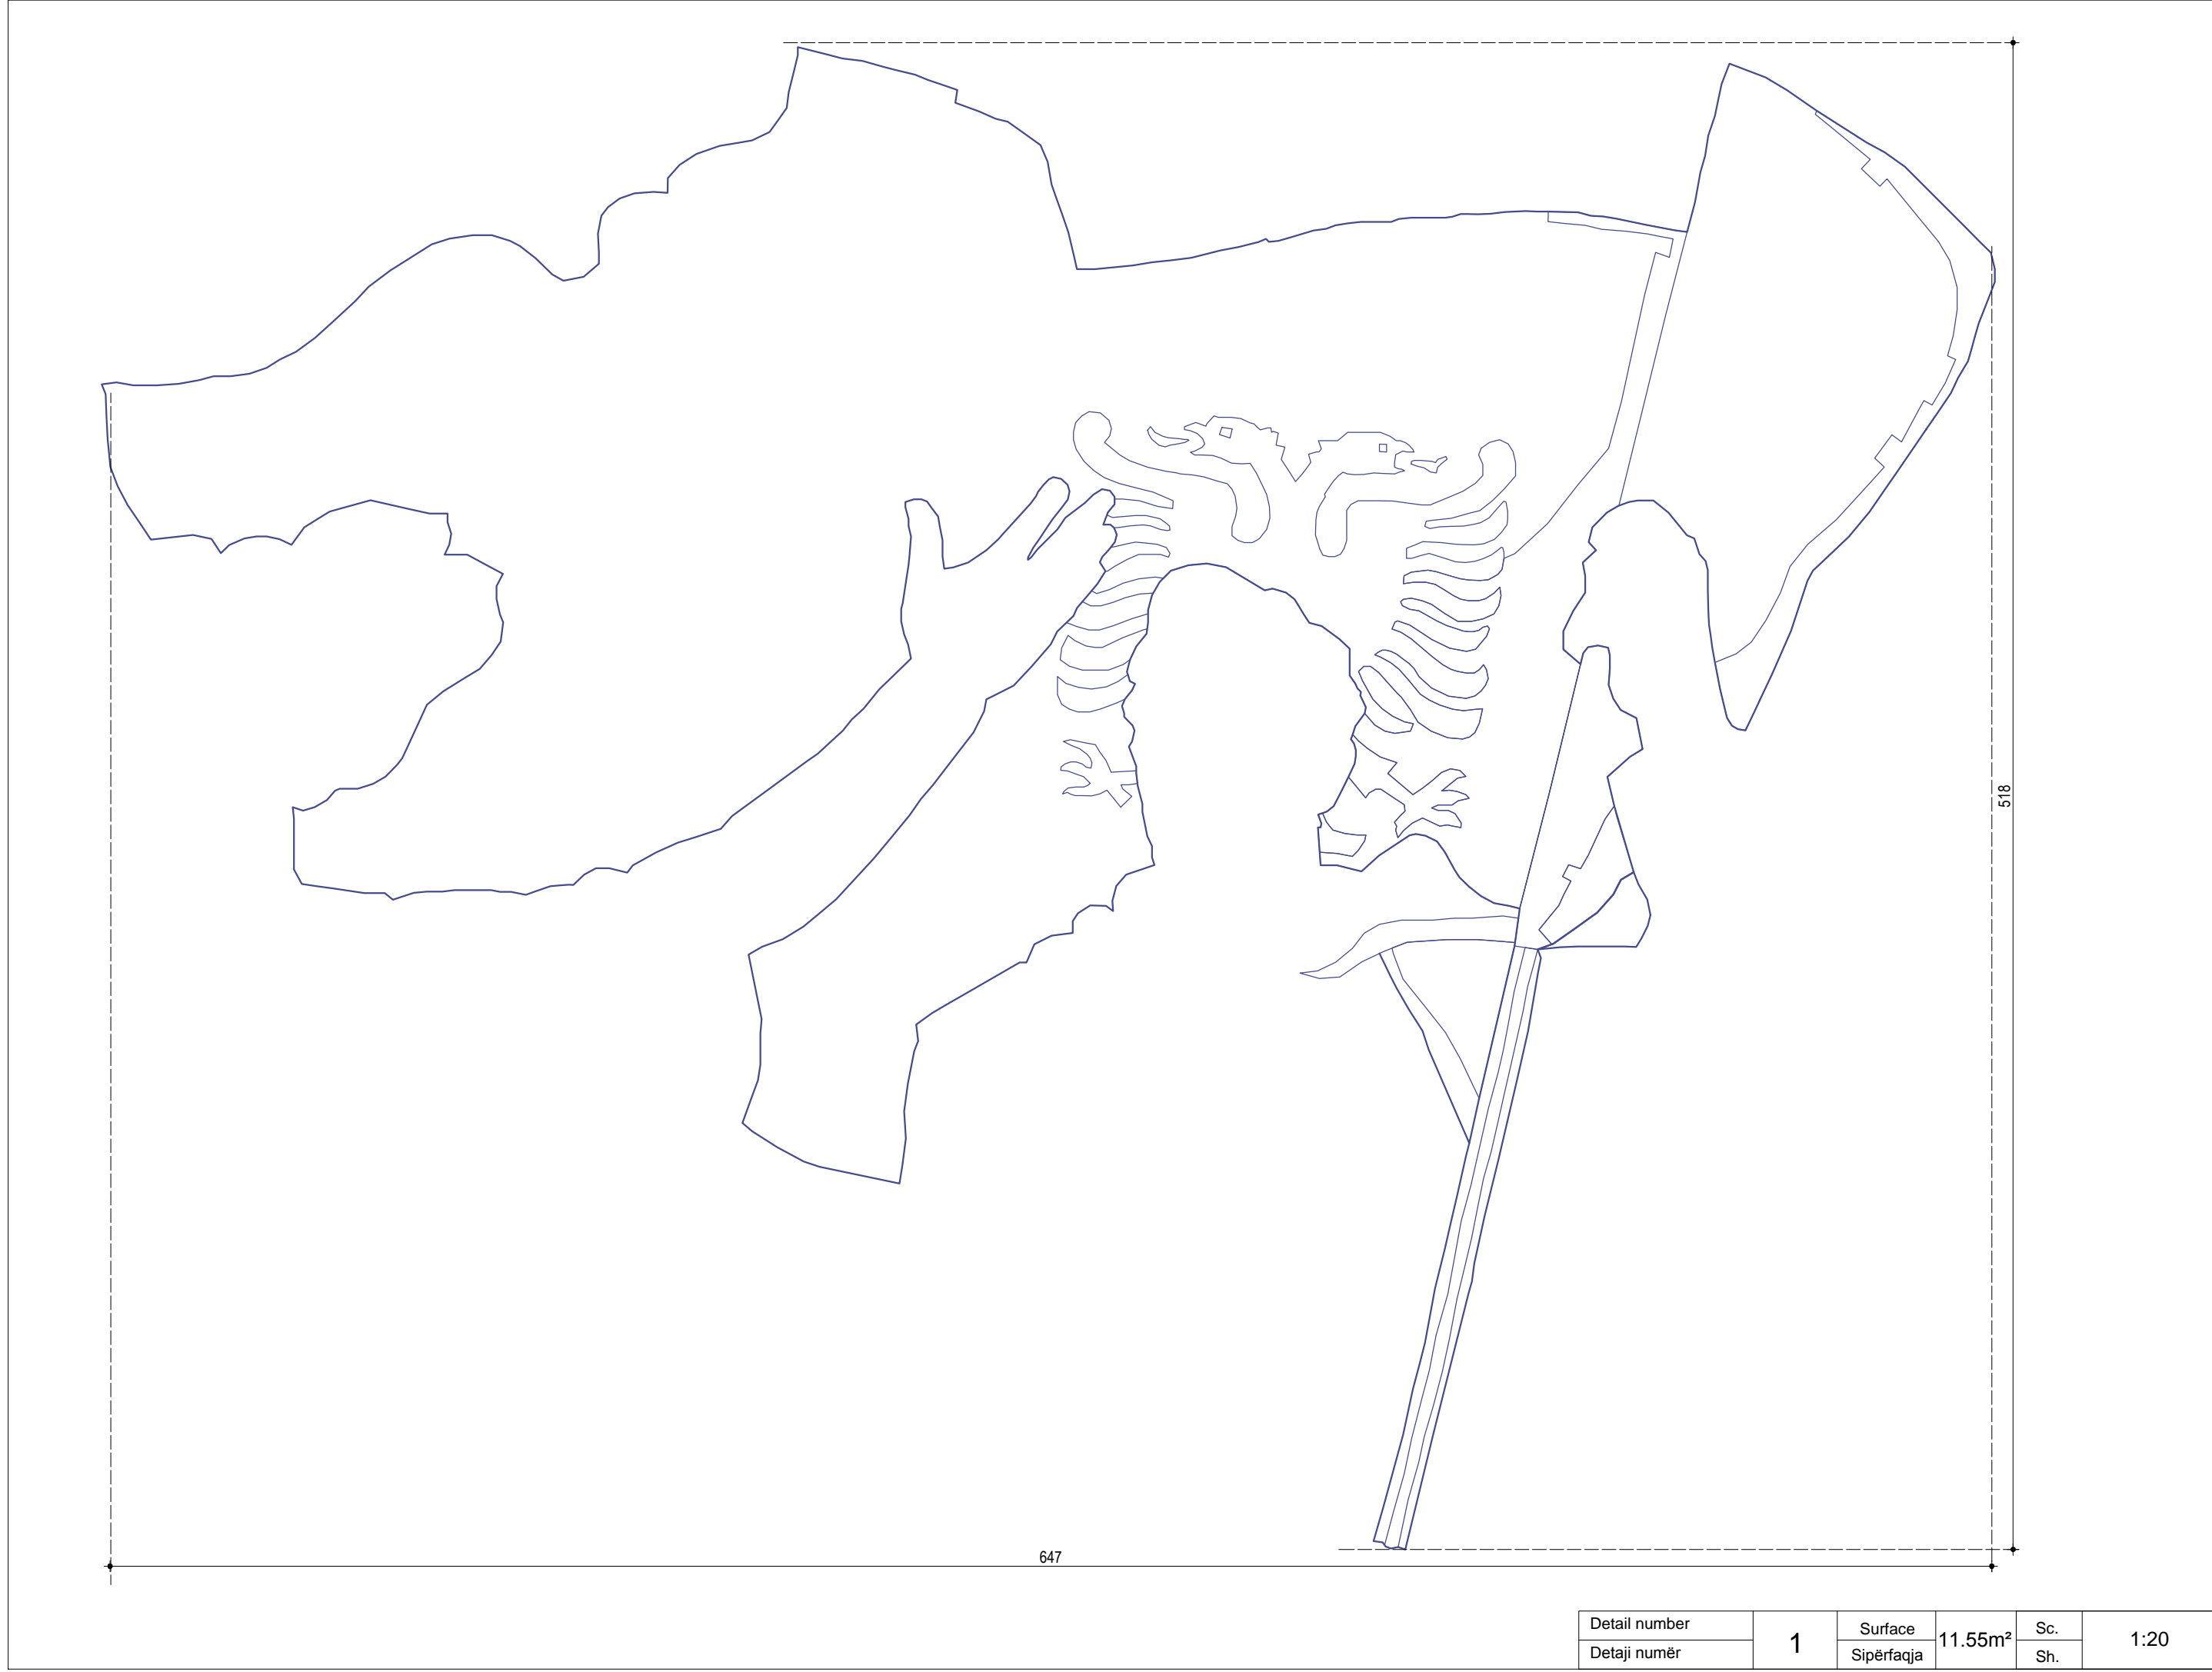 518
647
Detail number
Detaji numër
1
Surface
Sipërfaqja
11.55m²
Sc.
Sh.
1:20